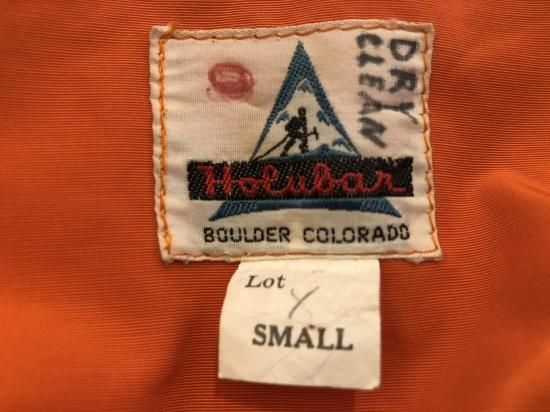 DRY
CLEAN
Holubar
BOULDER COLORADO
Lot Y
SMALL